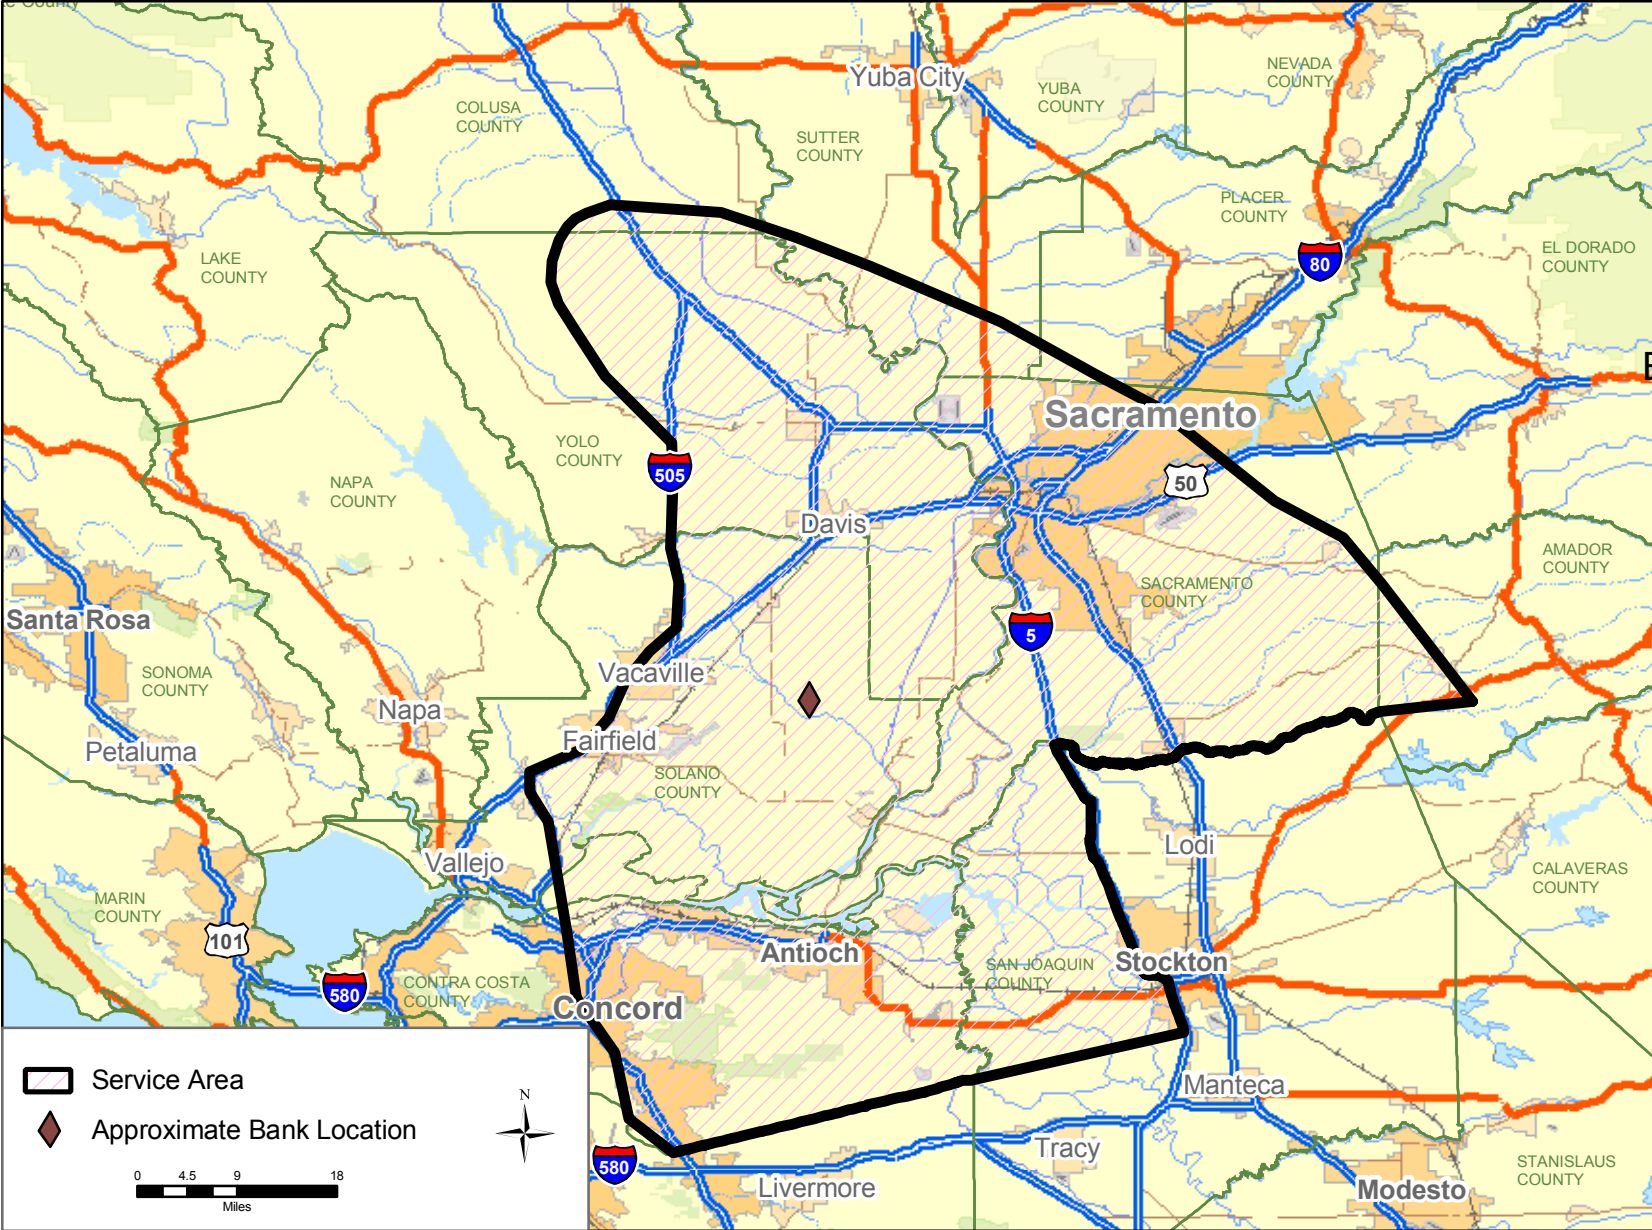 County
Yuba City
NEVADA
COUNTY
YUBA
COUNTY
COLUSA
COUNTY
SUTTER
COUNTY
PLACER
COUNTY
EL DORADO
COUNTY
LAKE
COUNTY
80
E
Sacramento
YOLO
COUNTY
505
50
NAPA
COUNTY
Davis
AMADOR
COUNTY
SACRAMENTO
COUNTY
Santa Rosa
5
SONOMA
COUNTY
Vacaville
Napa
Fairfield
Petaluma
SOLANO
COUNTY
Lodi
Vallejo
CALAVERAS
COUNTY
MARIN
COUNTY
101
Antioch
Stockton
SAN JOAQUIN
COUNTY
580
CONTRA COSTA
COUNTY
Concord
Service Area
Manteca
Approximate Bank Location
N
Tracy
580
STANISLAUS
COUNTY
Livermore
Modesto
0 4.5 9 18
Miles